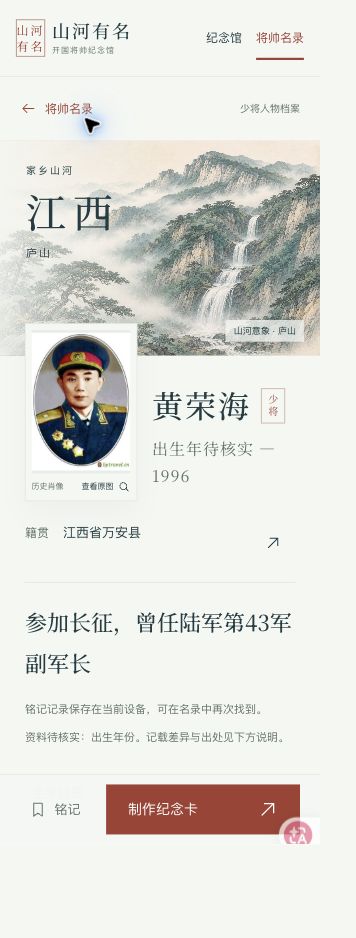 山河有名
山河有名
开国将帅纪念馆
纪念馆
将帅名录
← 将帅名录
少将人物档案
家乡山河
江西
庐山
山河意象 · 庐山
黄荣海
少将
出生年待核实 —
1996
历史肖像
查看原图
籍贯 江西省万安县
参加长征，曾任陆军第43军
副军长
铭记记录保存在当前设备，可在名录中再次找到。
资料待核实：出生年份。记载差异与出处见下方说明。
铭记
制作纪念卡